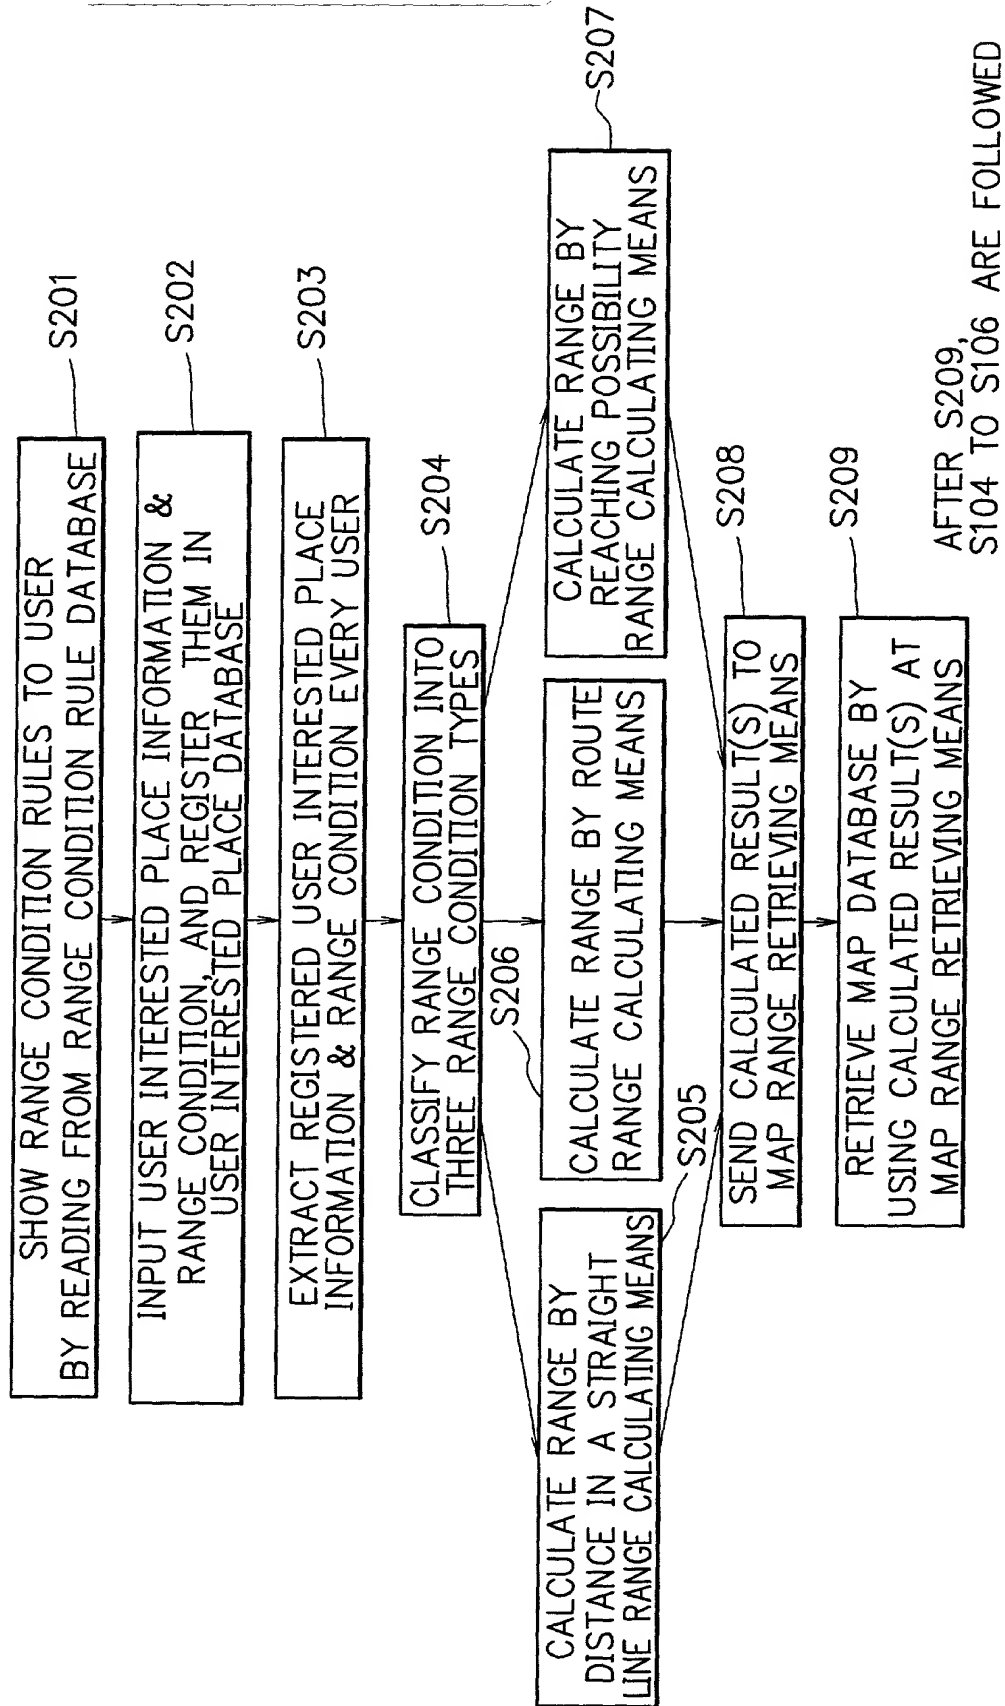 SHOW RANGE CONDITION RULES TO USER
BY READING FROM RANGE CONDITION RULE DATABASE
S201
INPUT USER INTERESTED PLACE INFORMATION &
RANGE CONDITION, AND REGISTER THEM IN
USER INTERESTED PLACE DATABASE
S202
EXTRACT REGISTERED USER INTERESTED PLACE
INFORMATION & RANGE CONDITION EVERY USER
S203
CLASSIFY RANGE CONDITION INTO
THREE RANGE CONDITION TYPES
S204
CALCULATE RANGE BY
DISTANCE IN A STRAIGHT
LINE RANGE CALCULATING MEANS
S205
CALCULATE RANGE BY ROUTE
RANGE CALCULATING MEANS
S206
CALCULATE RANGE BY
REACHING POSSIBILITY
RANGE CALCULATING MEANS
S207
SEND CALCULATED RESULT(S) TO
MAP RANGE RETRIEVING MEANS
S208
RETRIEVE MAP DATABASE BY
USING CALCULATED RESULT(S) AT
MAP RANGE RETRIEVING MEANS
S209
AFTER S209,
S104 TO S106 ARE FOLLOWED